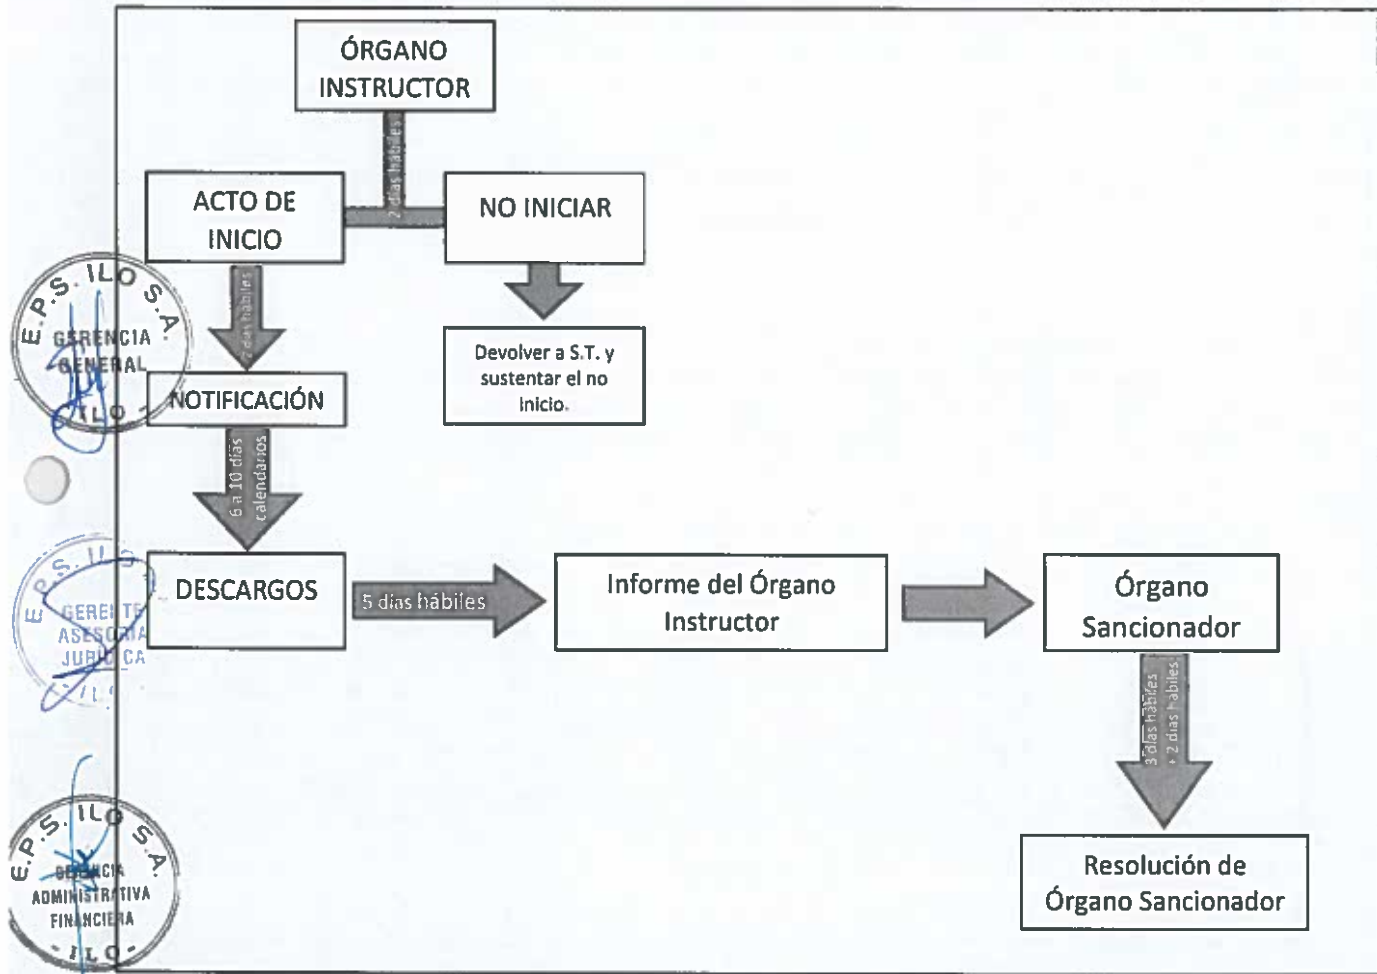 ÓRGANO
INSTRUCTOR
2 días hábiles
ACTO DE
INICIO
NO INICIAR
2 días hábiles
Devolver a S.T. y
sustentar el no
Inicio.
NOTIFICACIÓN
6 a 10 días
calendarios
DESCARGOS
5 días hábiles
Informe del Órgano
Instructor
Órgano
Sancionador
3 días hábiles
+ 2 días hábiles
Resolución de
Órgano Sancionador
E.P.S. ILO S.A.
GERENCIA
GENERAL
- ILO -
E.P.S. ILO
GERENTE
ASESORIA
JURIDICA
E.P.S. ILO S.A.
GERENCIA
ADMINISTRATIVA
FINANCIERA
- ILO -